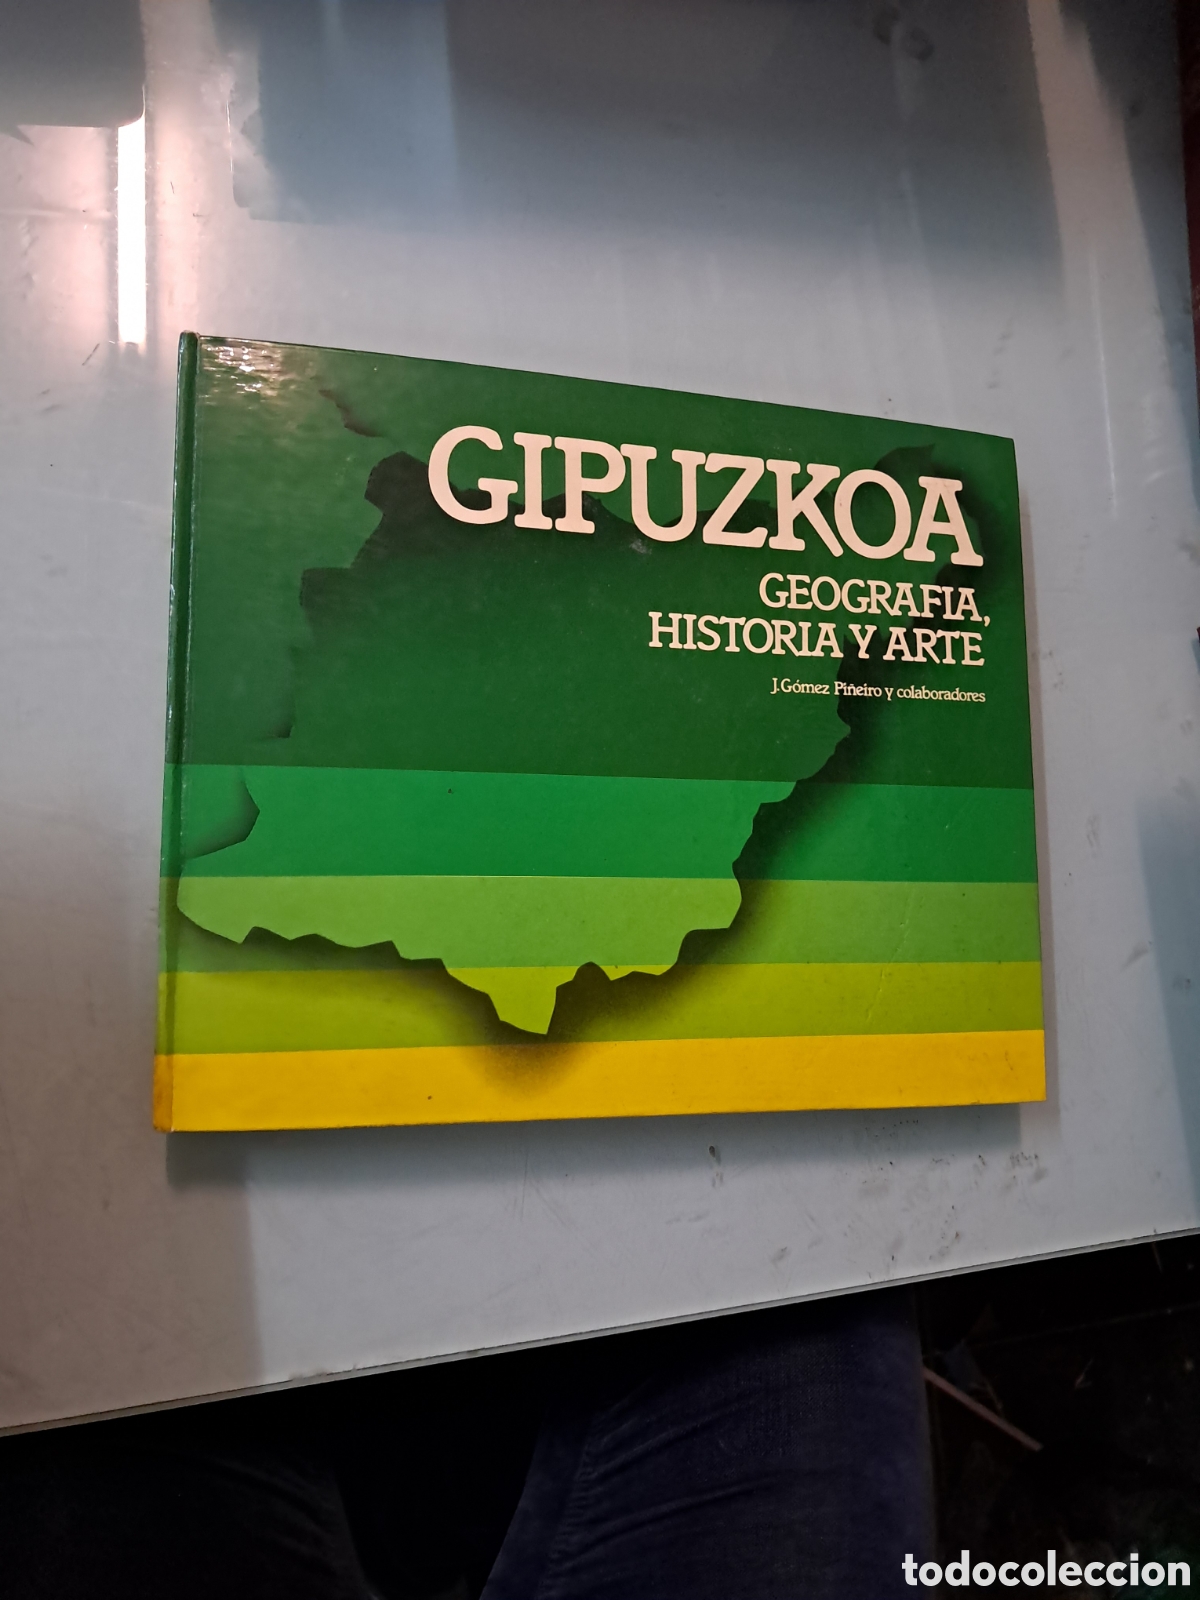 GIPUZKOA
GEOGRAFIA,
HISTORIA Y ARTE
J. Gómez Piñeiro y colaboradores
todocoleccion